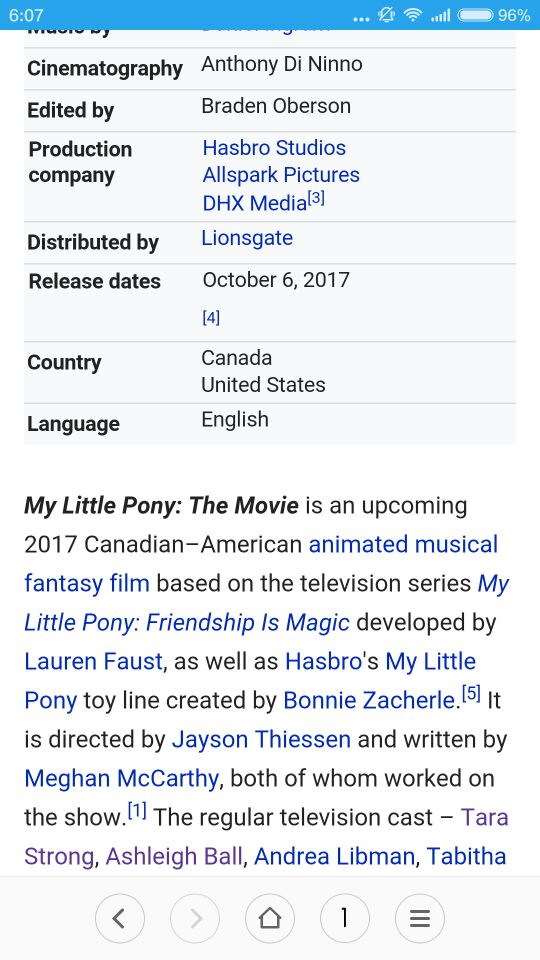 6:07 ... 96%
Music by
Cinematography Anthony Di Ninno
Edited by Braden Oberson
Production Hasbro Studios
company Allspark Pictures
DHX Media[3]
Distributed by Lionsgate
Release dates October 6, 2017
[4]
Country Canada
United States
Language English
My Little Pony: The Movie is an upcoming
2017 Canadian–American animated musical
fantasy film based on the television series My
Little Pony: Friendship Is Magic developed by
Lauren Faust, as well as Hasbro's My Little
Pony toy line created by Bonnie Zacherle.[5] It
is directed by Jayson Thiessen and written by
Meghan McCarthy, both of whom worked on
the show.[1] The regular television cast – Tara
Strong, Ashleigh Ball, Andrea Libman, Tabitha
1